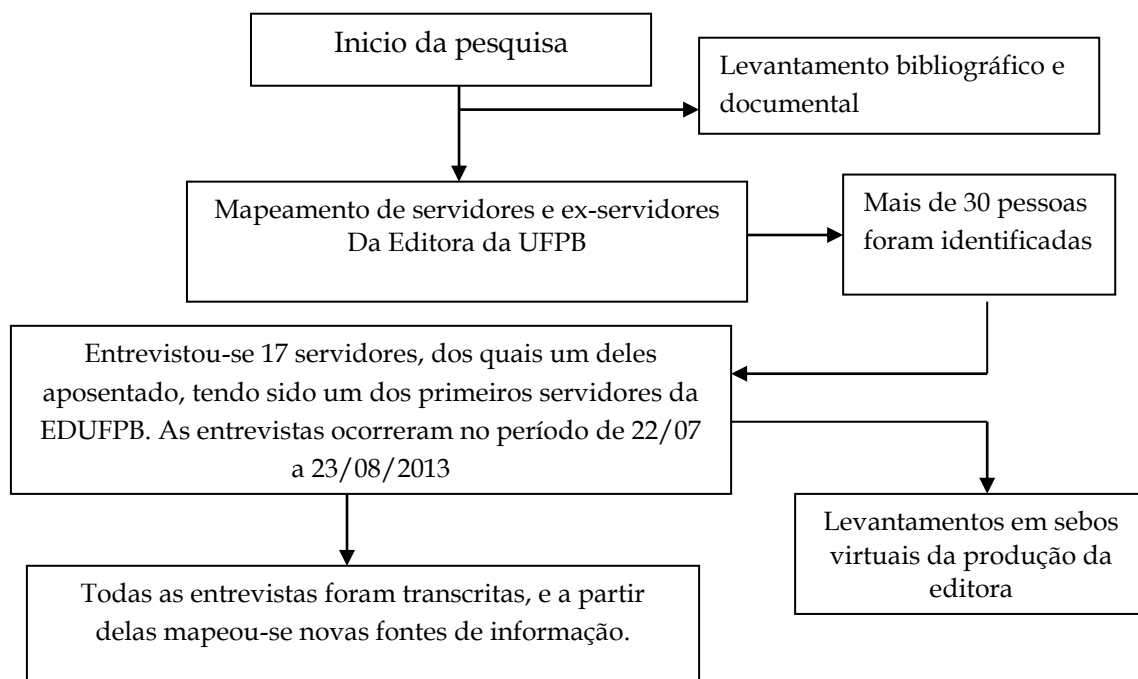 Inicio da pesquisa
Levantamento bibliográfico e
documental
Mapeamento de servidores e ex-servidores
Da Editora da UFPB
Mais de 30 pessoas
foram identificadas
Entrevistou-se 17 servidores, dos quais um deles
aposentado, tendo sido um dos primeiros servidores da
EDUFPB. As entrevistas ocorreram no período de 22/07
a 23/08/2013
Levantamentos em sebos
virtuais da produção da
editora
Todas as entrevistas foram transcritas, e a partir
delas mapeou-se novas fontes de informação.